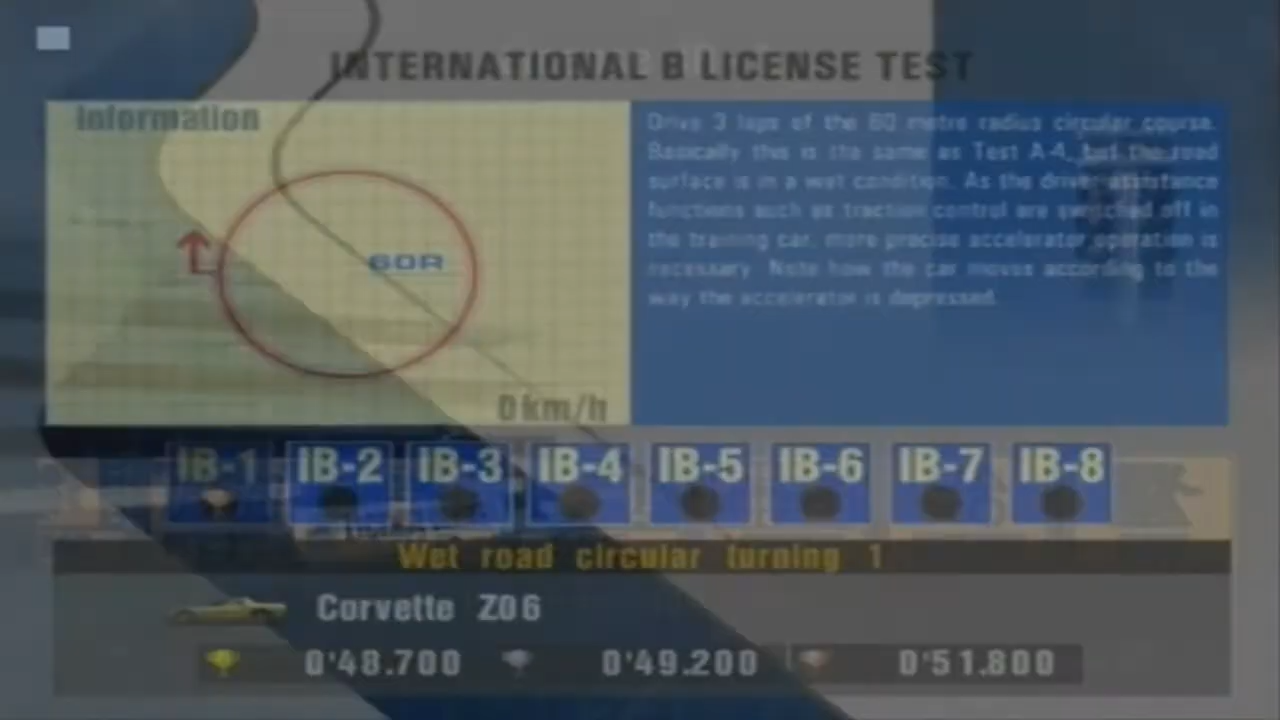 INTERNATIONAL B LICENSE TEST
Information
Drive 3 laps of the 60 metre radius circular course.
Basically this is the same as Test A-4, but the road
surface is in a wet condition. As the driver assistance
functions such as traction control are switched off in
the training car, more precise accelerator operation is
necessary. Note how the car moves according to the
way the accelerator is depressed.
60R
0km/h
IB-1 IB-2 IB-3 IB-4 IB-5 IB-6 IB-7 IB-8
Wet road circular turning 1
Corvette Z06
0'48.700 0'49.200 0'51.800